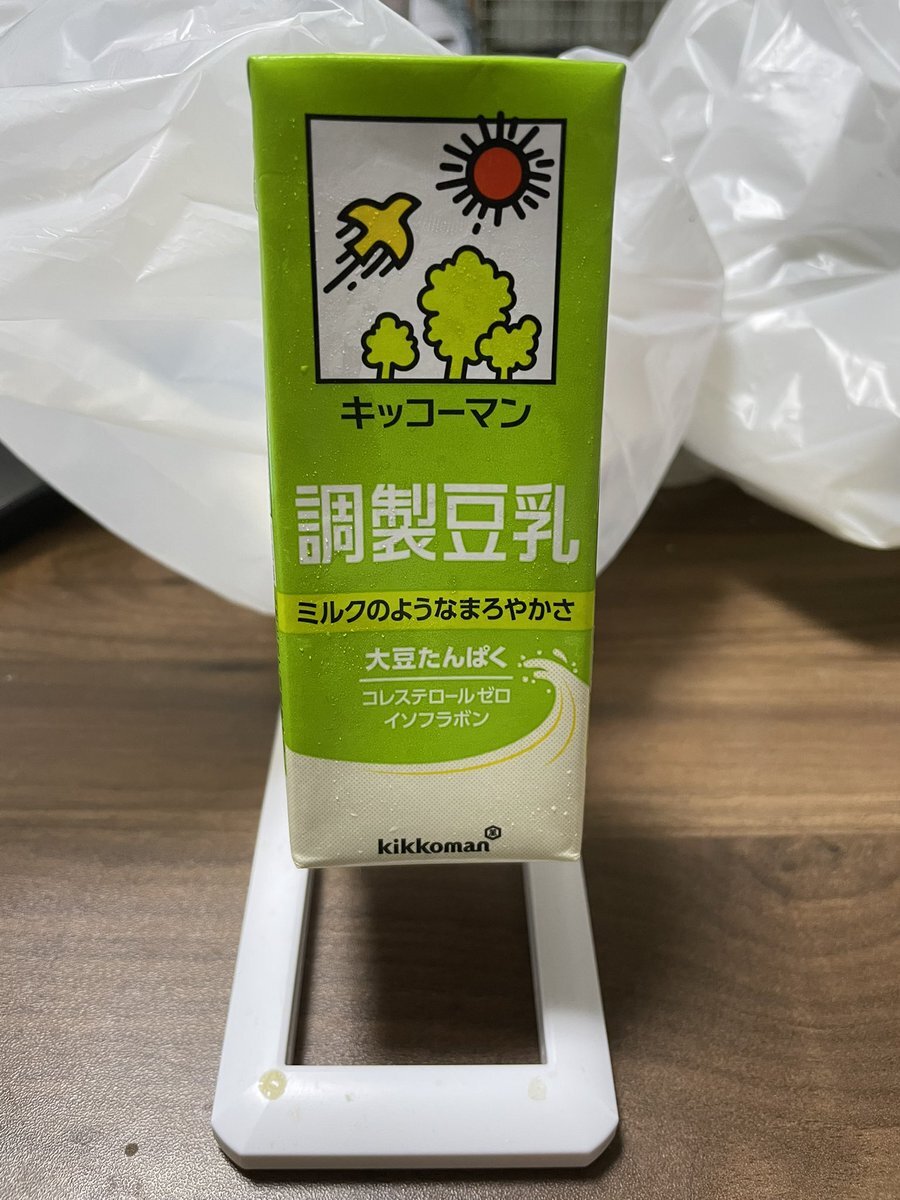 キッコーマン
調製豆乳
ミルクのようなまろやかさ
大豆たんぱく
コレステロールゼロ
イソフラボン
kikkoman